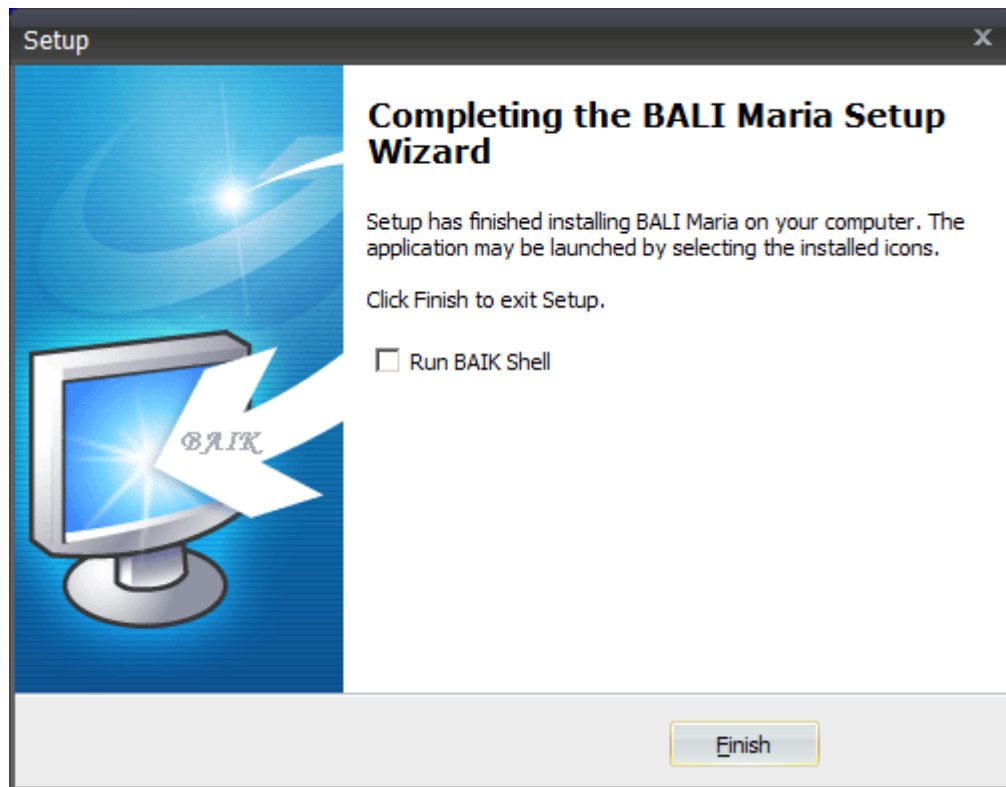 Setup
Completing the BALI Maria Setup
Wizard
Setup has finished installing BALI Maria on your computer. The
application may be launched by selecting the installed icons.
Click Finish to exit Setup.
Run BAIK Shell
BAIK
Finish